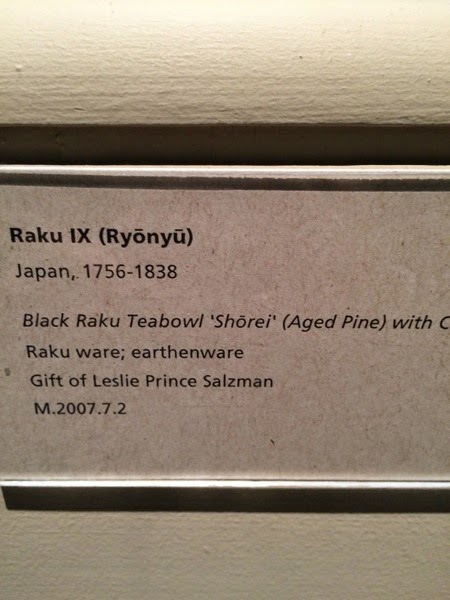 Raku IX (Ryōnyū)
Japan, 1756-1838
Black Raku Teabowl 'Shōrei' (Aged Pine) with
Raku ware; earthenware
Gift of Leslie Prince Salzman
M.2007.7.2